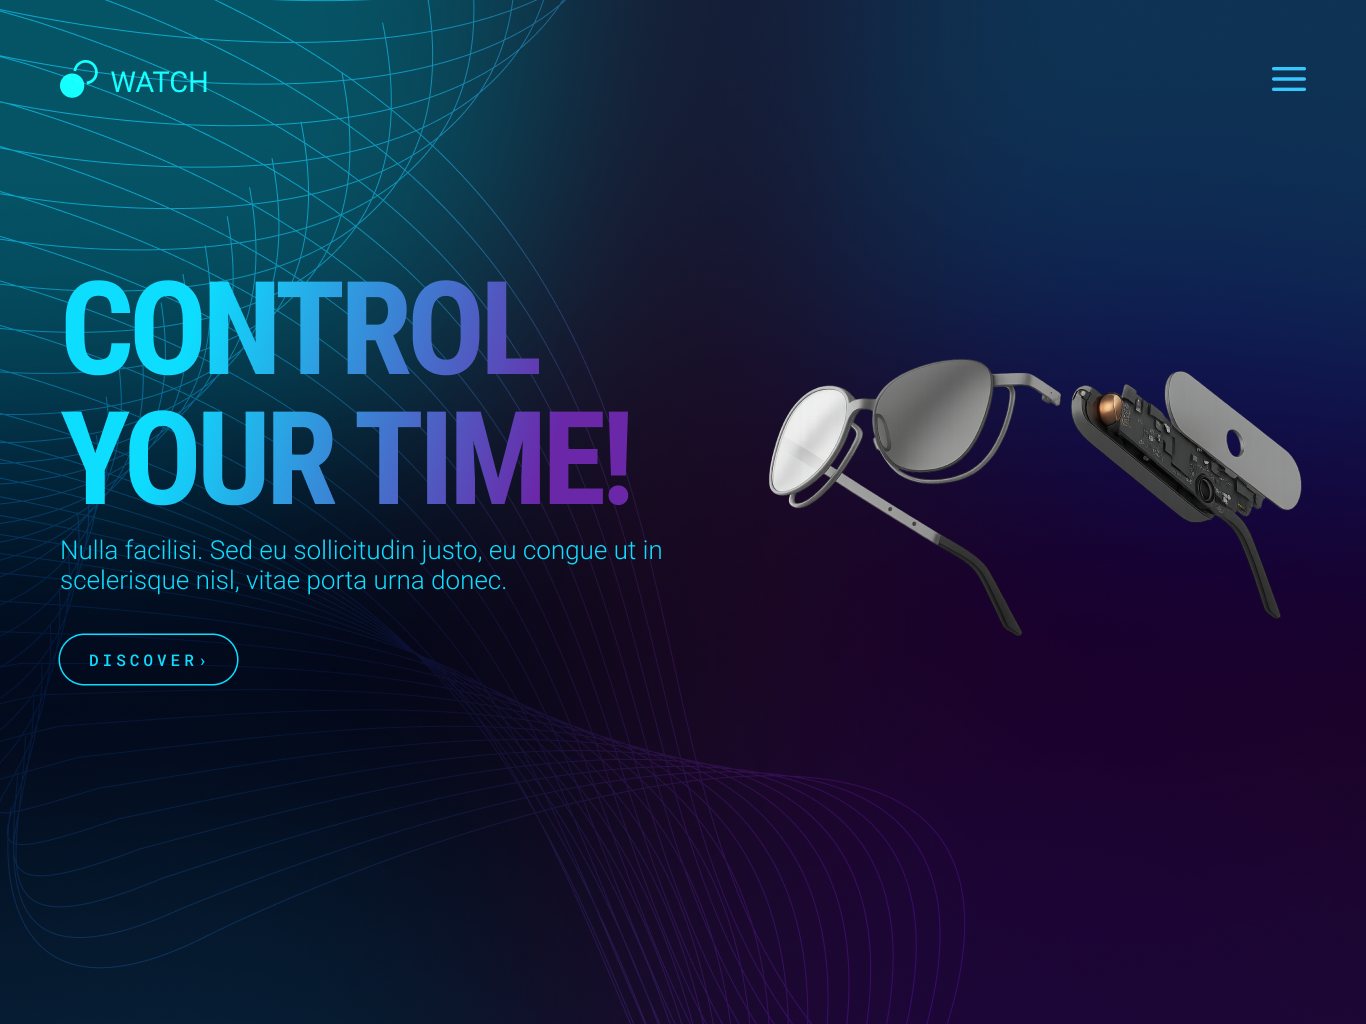 WATCH
CONTROL
YOUR TIME!
Nulla facilisi. Sed eu sollicitudin justo, eu congue ut in
scelerisque nisl, vitae porta urna donec.
DISCOVER›